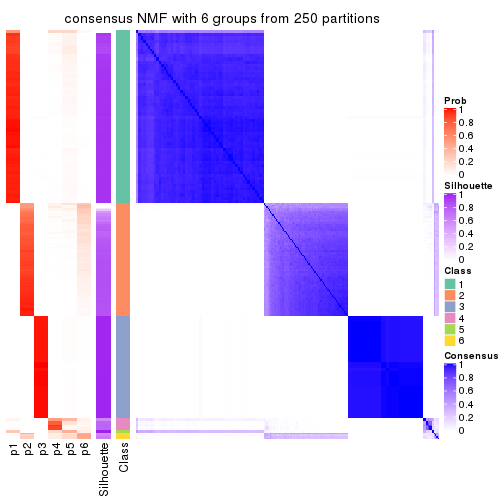 consensus NMF with 6 groups from 250 partitions
Prob
1
0.8
0.6
0.4
0.2
0
Silhouette
1
0.8
0.6
0.4
0.2
0
Class
1
2
3
4
5
6
Consensus
1
0.8
0.6
0.4
0.2
0
p1
p2
p3
p4
p5
p6
Silhouette
Class